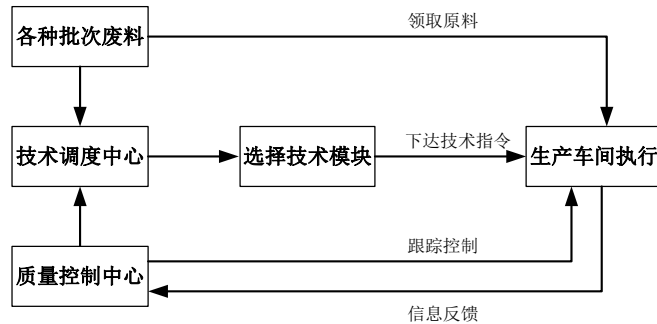 各种批次废料
领取原料
技术调度中心
选择技术模块
下达技术指令
生产车间执行
质量控制中心
跟踪控制
信息反馈